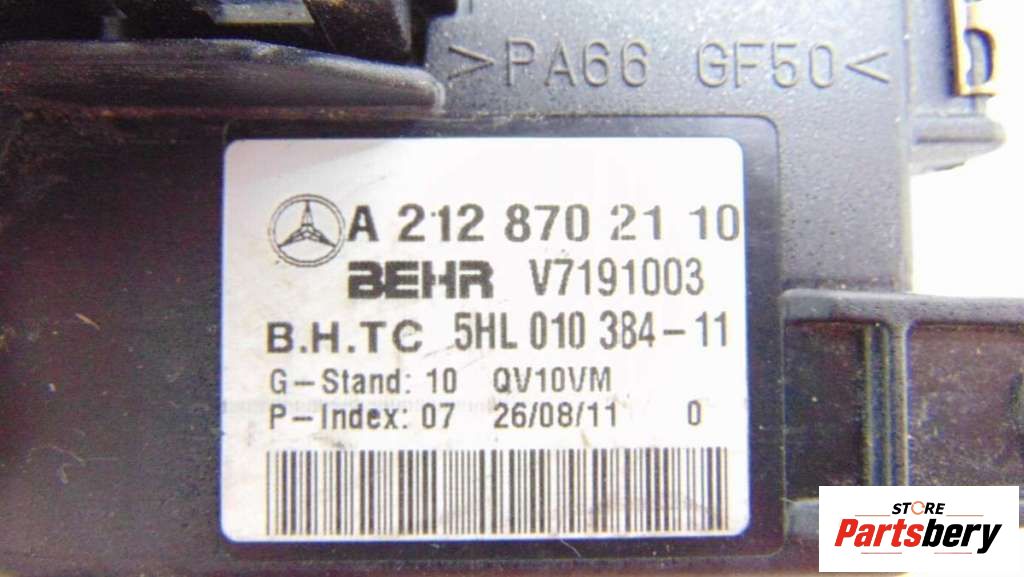 >PA66 GF50<
A 212 870 21 10
BEHR V7191003
B.H.TC 5HL 010 384-11
G-Stand: 10 QV10VM
P-Index: 07 26/08/11 0
STORE
Partsbery